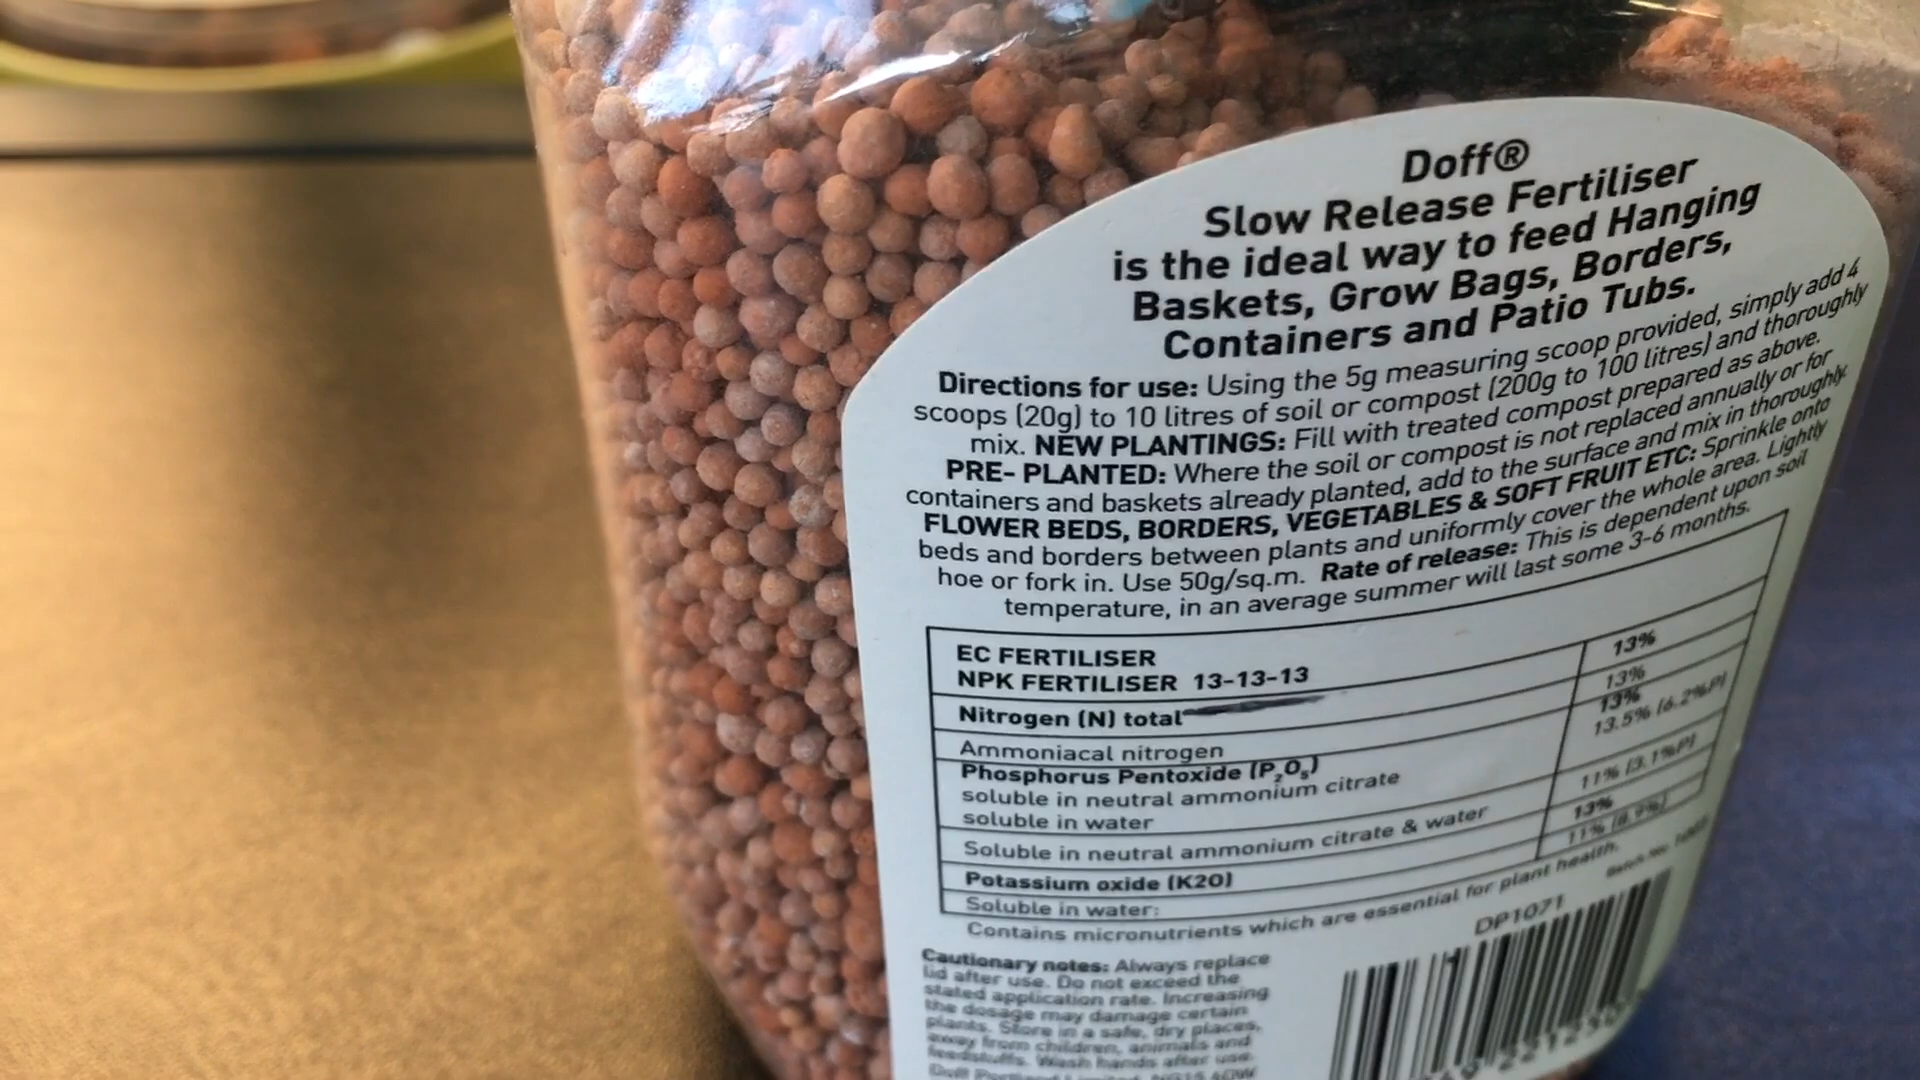 Doff®
Slow Release Fertiliser
is the ideal way to feed Hanging
Baskets, Grow Bags, Borders,
Containers and Patio Tubs.
Directions for use: Using the 5g measuring scoop provided, simply add 4
scoops (20g) to 10 litres of soil or compost (200g to 100 litres) and thoroughly
mix. NEW PLANTINGS: Fill with treated compost prepared as above.
PRE- PLANTED: Where the soil or compost is not replaced annually or for
containers and baskets already planted, add to the surface and mix in thoroughly.
FLOWER BEDS, BORDERS, VEGETABLES & SOFT FRUIT ETC: Sprinkle onto
beds and borders between plants and uniformly cover the whole area. Lightly
hoe or fork in. Use 50g/sq.m. Rate of release: This is dependent upon soil
temperature, in an average summer will last some 3-6 months.
EC FERTILISER
NPK FERTILISER 13-13-13
Nitrogen (N) total 13%
Ammoniacal nitrogen 13%
Phosphorus Pentoxide (P₂O₅) 13%
soluble in neutral ammonium citrate 13.5% (6.2%P)
soluble in water
Soluble in neutral ammonium citrate & water 11% (3.1%P)
Potassium oxide (K2O) 13%
Soluble in water: 11% (8.9%)
Contains micronutrients which are essential for plant health.
Batch No.
DP1071
Cautionary notes: Always replace
lid after use. Do not exceed the
stated application rate. Increasing
the dosage may damage certain
plants. Store in a safe, dry places,
away from children, animals and
feedstuffs. Wash hands after use.
Doff Portland Limited, NG15